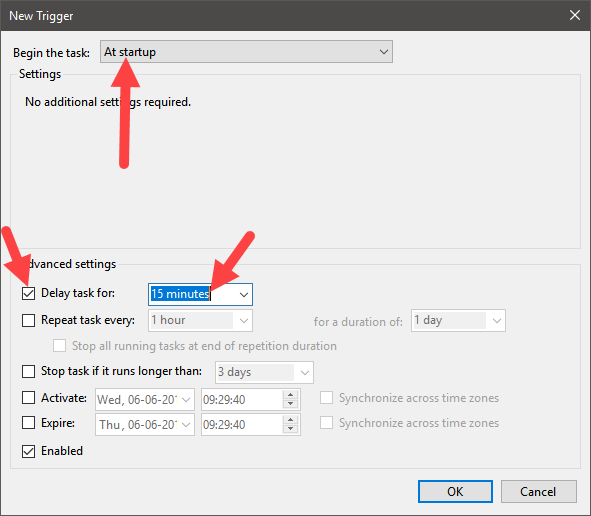 New Trigger
Begin the task: At startup
Settings
No additional settings required.
dvanced settings
Delay task for: 15 minutes
Repeat task every: 1 hour for a duration of: 1 day
Stop all running tasks at end of repetition duration
Stop task if it runs longer than: 3 days
Activate: Wed, 06-06-201 09:29:40 Synchronize across time zones
Expire: Thu, 06-06-201 09:29:40 Synchronize across time zones
Enabled
OK Cancel